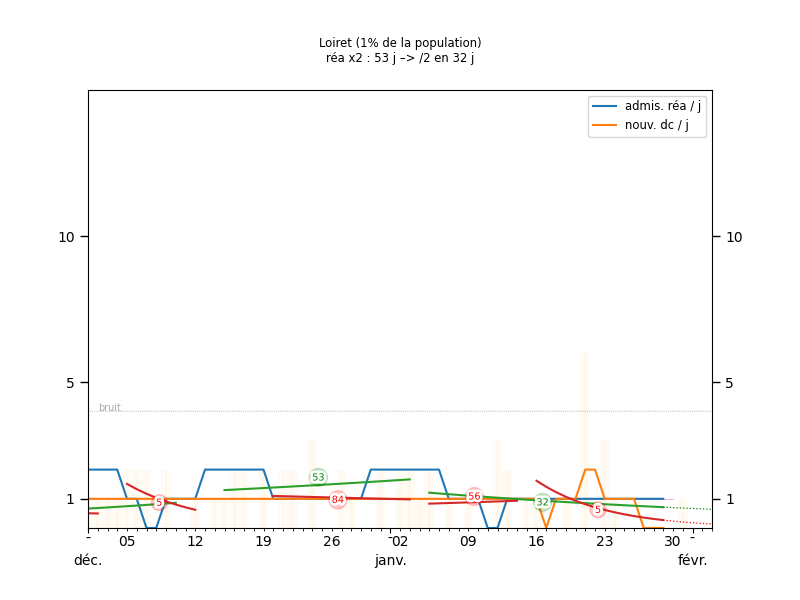 Loiret (1% de la population)
réa x2 : 53 j –> /2 en 32 j
admis. réa / j
nouv. dc / j
10 10
5 5
bruit
53
84
5
56
32
5
1 1
- 05 12 19 26 -02 09 16 23 30 -
déc. janv. févr.